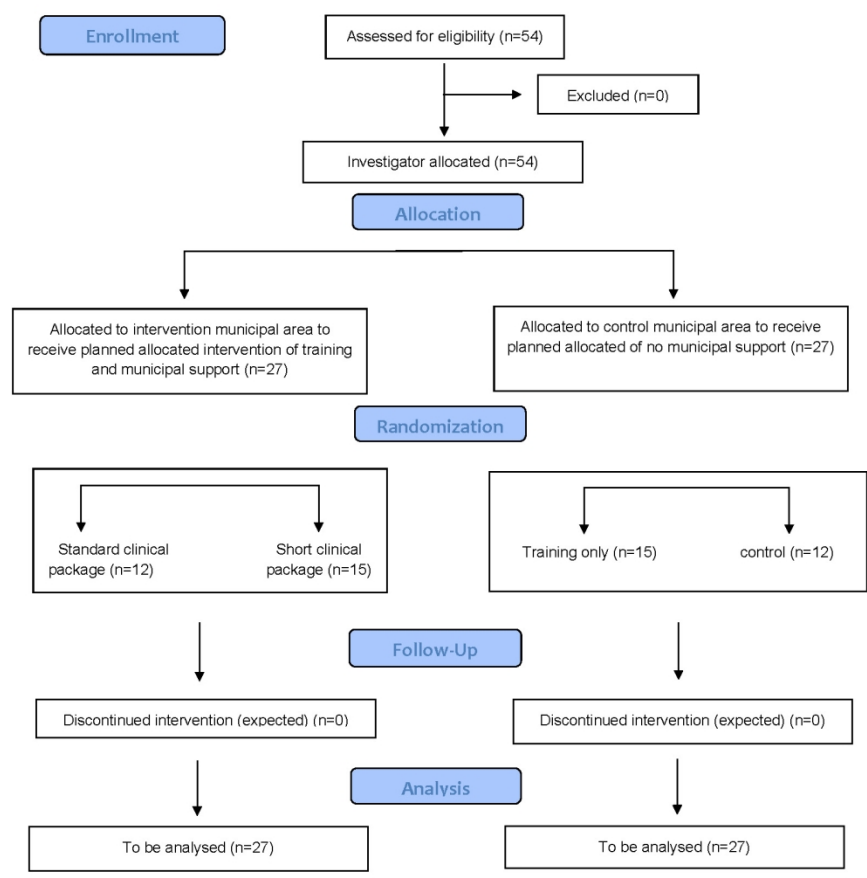 Enrollment
Assessed for eligibility (n=54)
Excluded (n=0)
Investigator allocated (n=54)
Allocation
Allocated to intervention municipal area to
receive planned allocated intervention of training
and municipal support (n=27)
Allocated to control municipal area to receive
planned allocated of no municipal support (n=27)
Randomization
Standard clinical
package (n=12)
Short clinical
package (n=15)
Training only (n=15)
control (n=12)
Follow-Up
Discontinued intervention (expected) (n=0)
Discontinued intervention (expected) (n=0)
Analysis
To be analysed (n=27)
To be analysed (n=27)